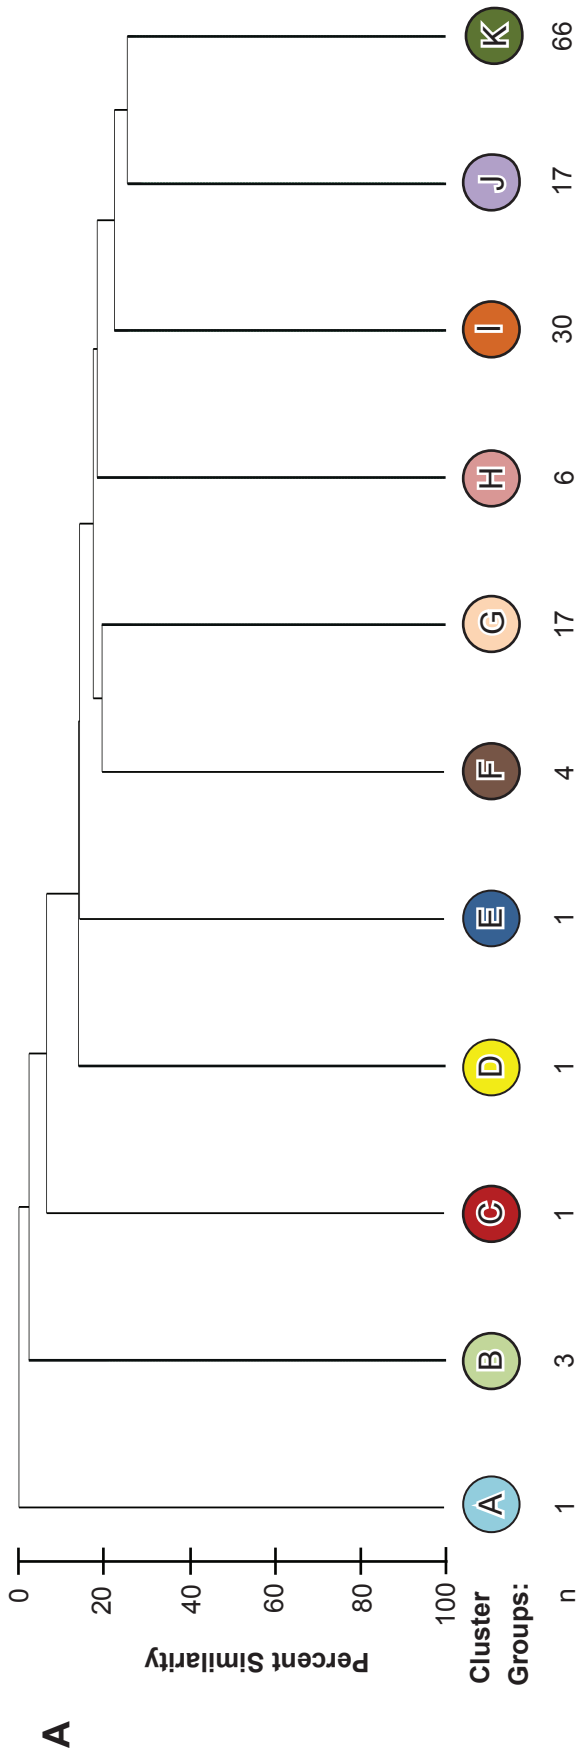 A
Percent Similarity
0
20
40
60
80
100
Cluster
Groups:
A B C D E F G H I J K
n 1 3 1 1 1 4 17 6 30 17 66